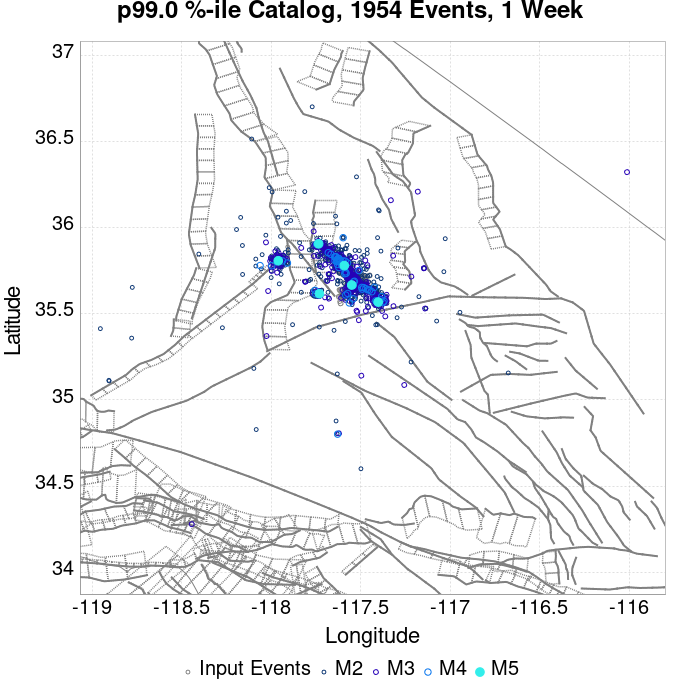 p99.0 %-ile Catalog, 1954 Events, 1 Week
37
36.5
36
35.5
35
34.5
34
Latitude
-119 -118.5 -118 -117.5 -117 -116.5 -116
Longitude
Input Events M2 M3 M4 M5